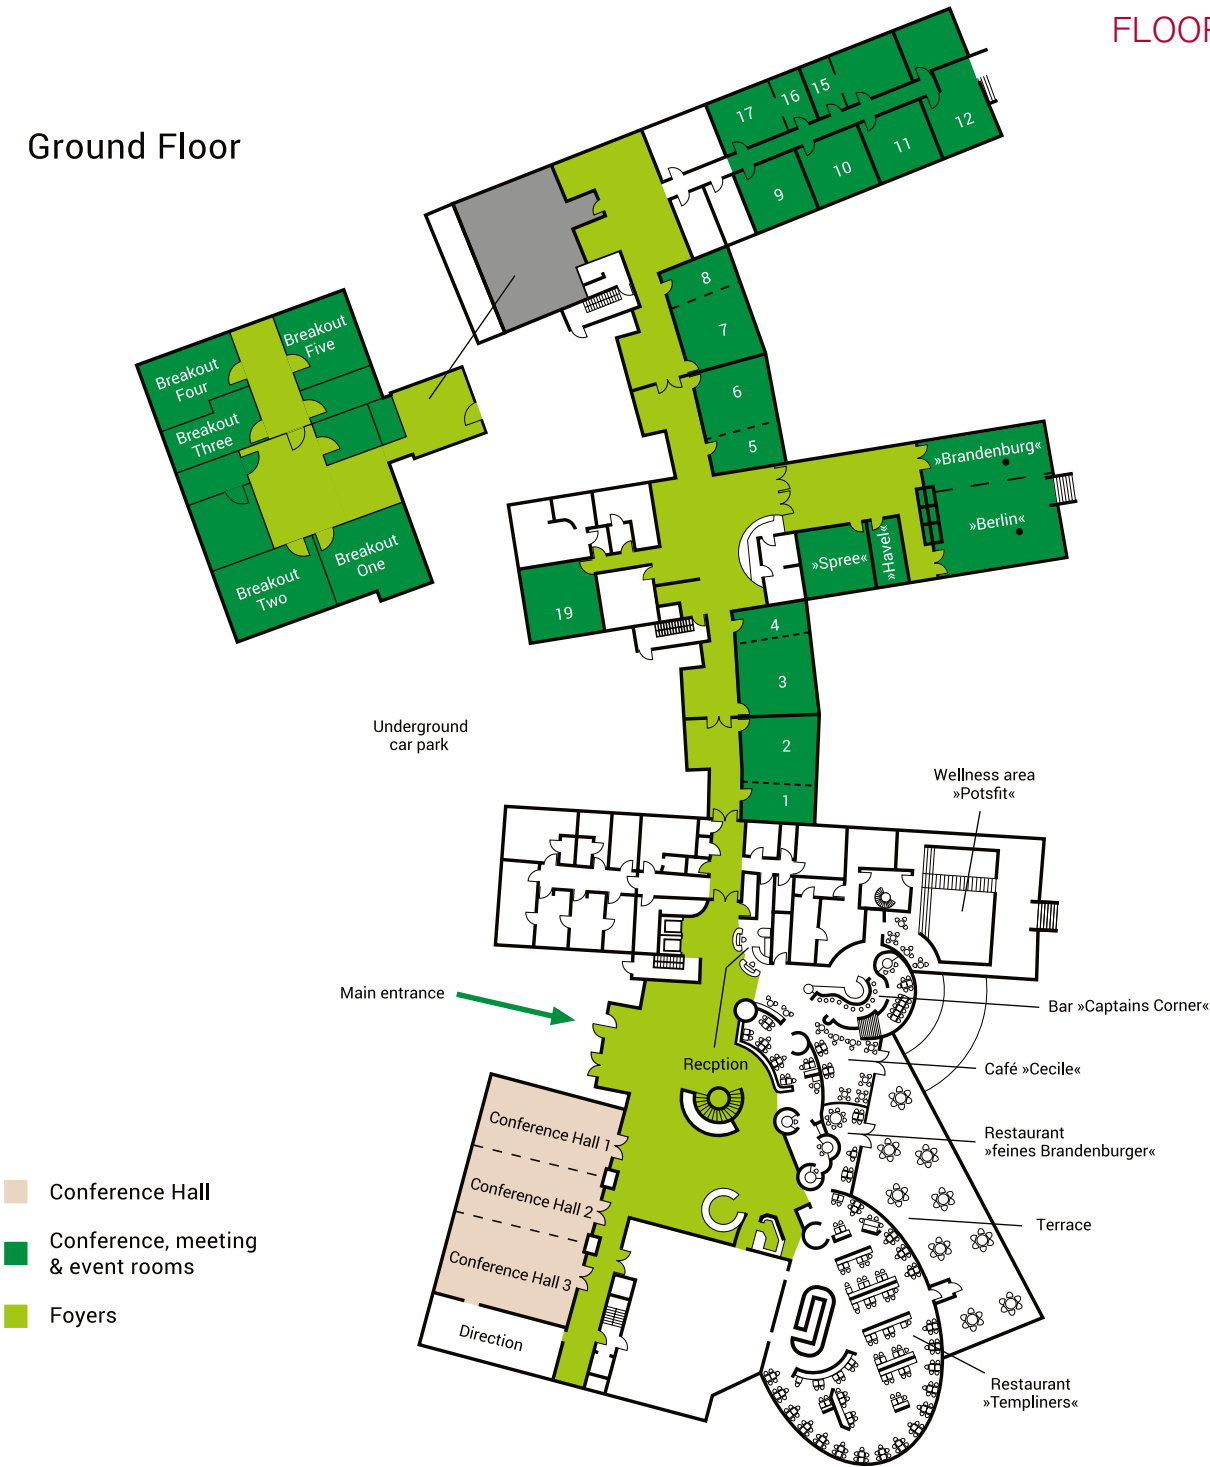 FLOOR
Ground Floor
17
16
15
12
11
10
9
8
7
6
5
Breakout
Five
Breakout
Four
Breakout
Three
Breakout
One
Breakout
Two
»Brandenburg«
»Berlin«
»Spree«
»Havel«
19
4
3
2
1
Underground
car park
Wellness area
»Potsfit«
Main entrance
Bar »Captains Corner«
Recption
Café »Cecile«
Conference Hall 1
Restaurant
»feines Brandenburger«
Conference Hall 2
Terrace
Conference Hall 3
Direction
Restaurant
»Templiners«
Conference Hall
Conference, meeting
& event rooms
Foyers